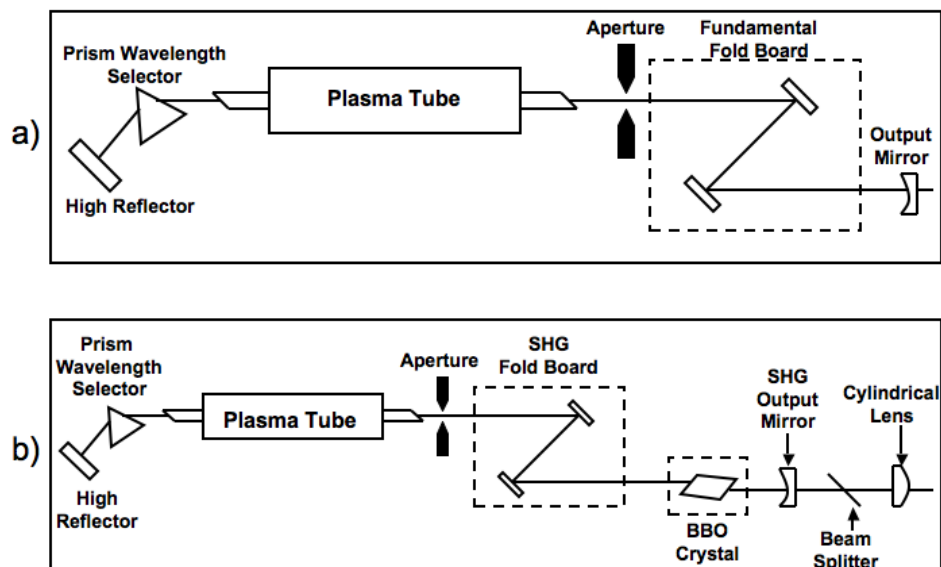 a)
Prism Wavelength
Selector
High Reflector
Plasma Tube
Aperture
Fundamental
Fold Board
Output
Mirror
b)
Prism
Wavelength
Selector
High
Reflector
Plasma Tube
Aperture
SHG
Fold Board
BBO
Crystal
SHG
Output
Mirror
Beam
Splitter
Cylindrical
Lens